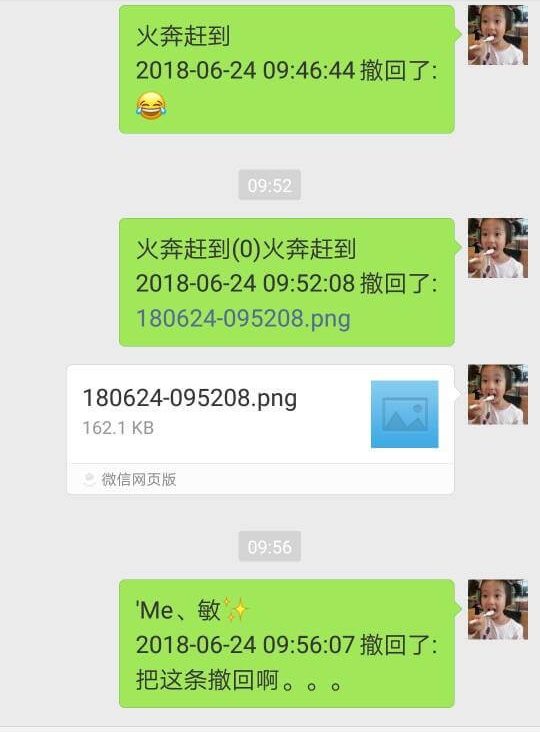 火奔赶到
2018-06-24 09:46:44 撤回了:
😂
09:52
火奔赶到(0)火奔赶到
2018-06-24 09:52:08 撤回了:
180624-095208.png
180624-095208.png
162.1 KB
微信网页版
09:56
'Me、敏✨
2018-06-24 09:56:07 撤回了:
把这条撤回啊。。。